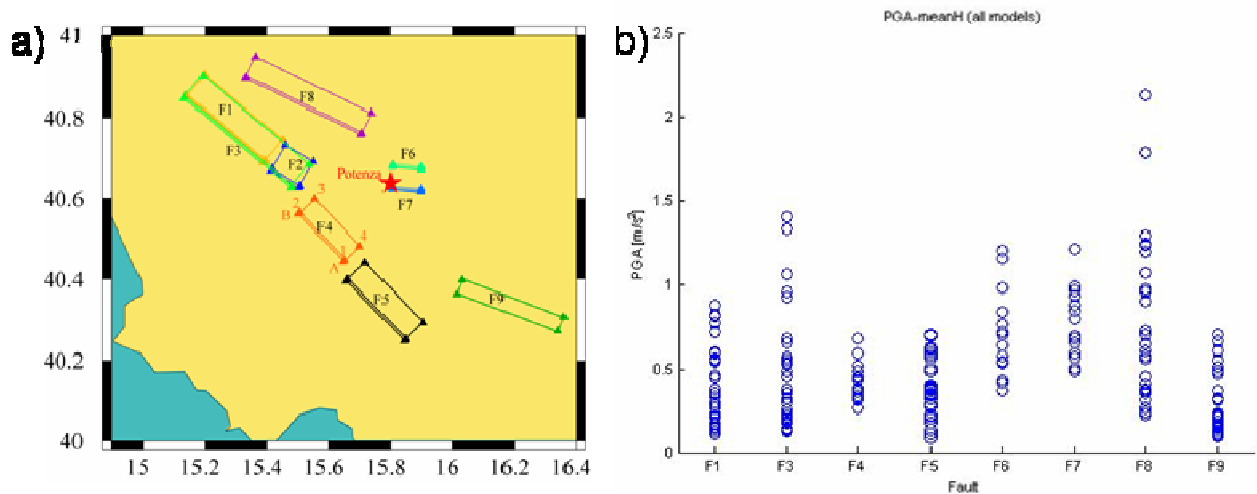 a)
41
40.8
40.6
40.4
40.2
40
15
15.2
15.4
15.6
15.8
16
16.2
16.4
F8
F1
F3
F2
F6
Potenza
F7
3
2
B
F4
4
1
A
F5
F9
b)
PGA-meanH (all models)
PGA [m/s²]
2.5
2
1.5
1
0.5
0
F1
F3
F4
F5
F6
F7
F8
F9
Fault